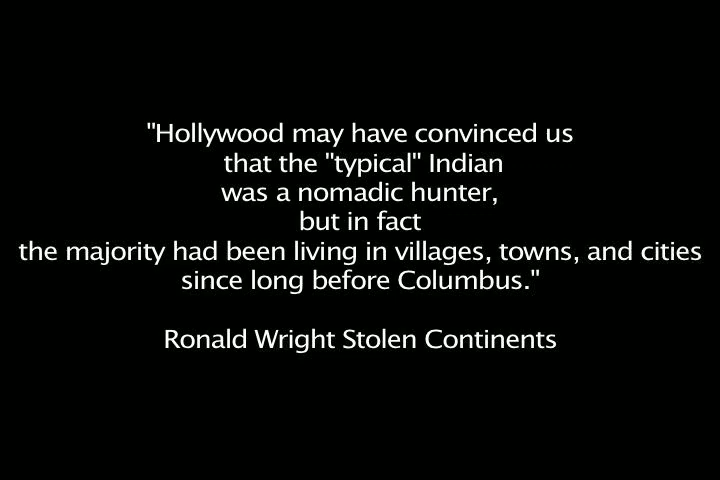 "Hollywood may have convinced us
that the "typical" Indian
was a nomadic hunter,
but in fact
the majority had been living in villages, towns, and cities
since long before Columbus."
Ronald Wright Stolen Continents